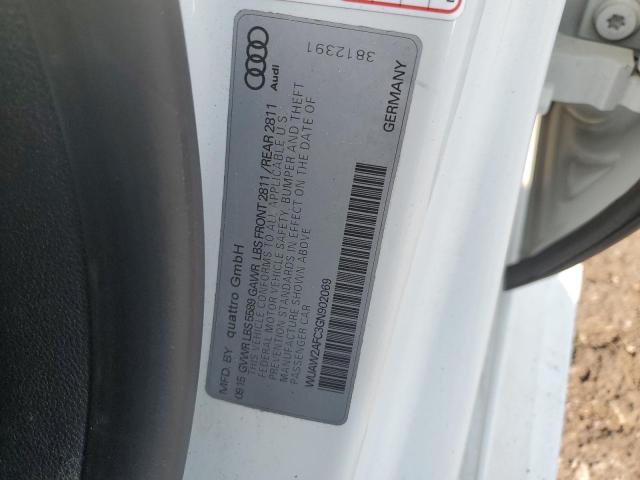 MFD. BY quattro GmbH
09 15 GVWR LBS 5589 GAWR LBS FRONT 2811 / REAR 2811
THIS VEHICLE CONFORMS TO ALL APPLICABLE U.S.
FEDERAL MOTOR VEHICLE SAFETY, BUMPER AND THEFT
PREVENTION STANDARDS IN EFFECT ON THE DATE OF
MANUFACTURE SHOWN ABOVE
PASSENGER CAR
WUAW2AFC3GN902069
Audi
3812391
GERMANY